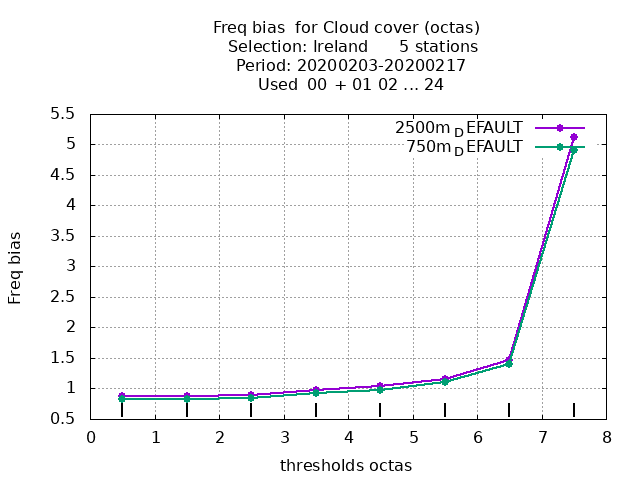 Freq bias  for Cloud cover (octas)
Selection: Ireland      5 stations
Period: 20200203-20200217
Used  00  + 01 02 ... 24
5.5
5
4.5
4
3.5
3
2.5
2
1.5
1
0.5
Freq bias
2500m_DEFAULT
750m_DEFAULT
0 1 2 3 4 5 6 7 8
thresholds octas